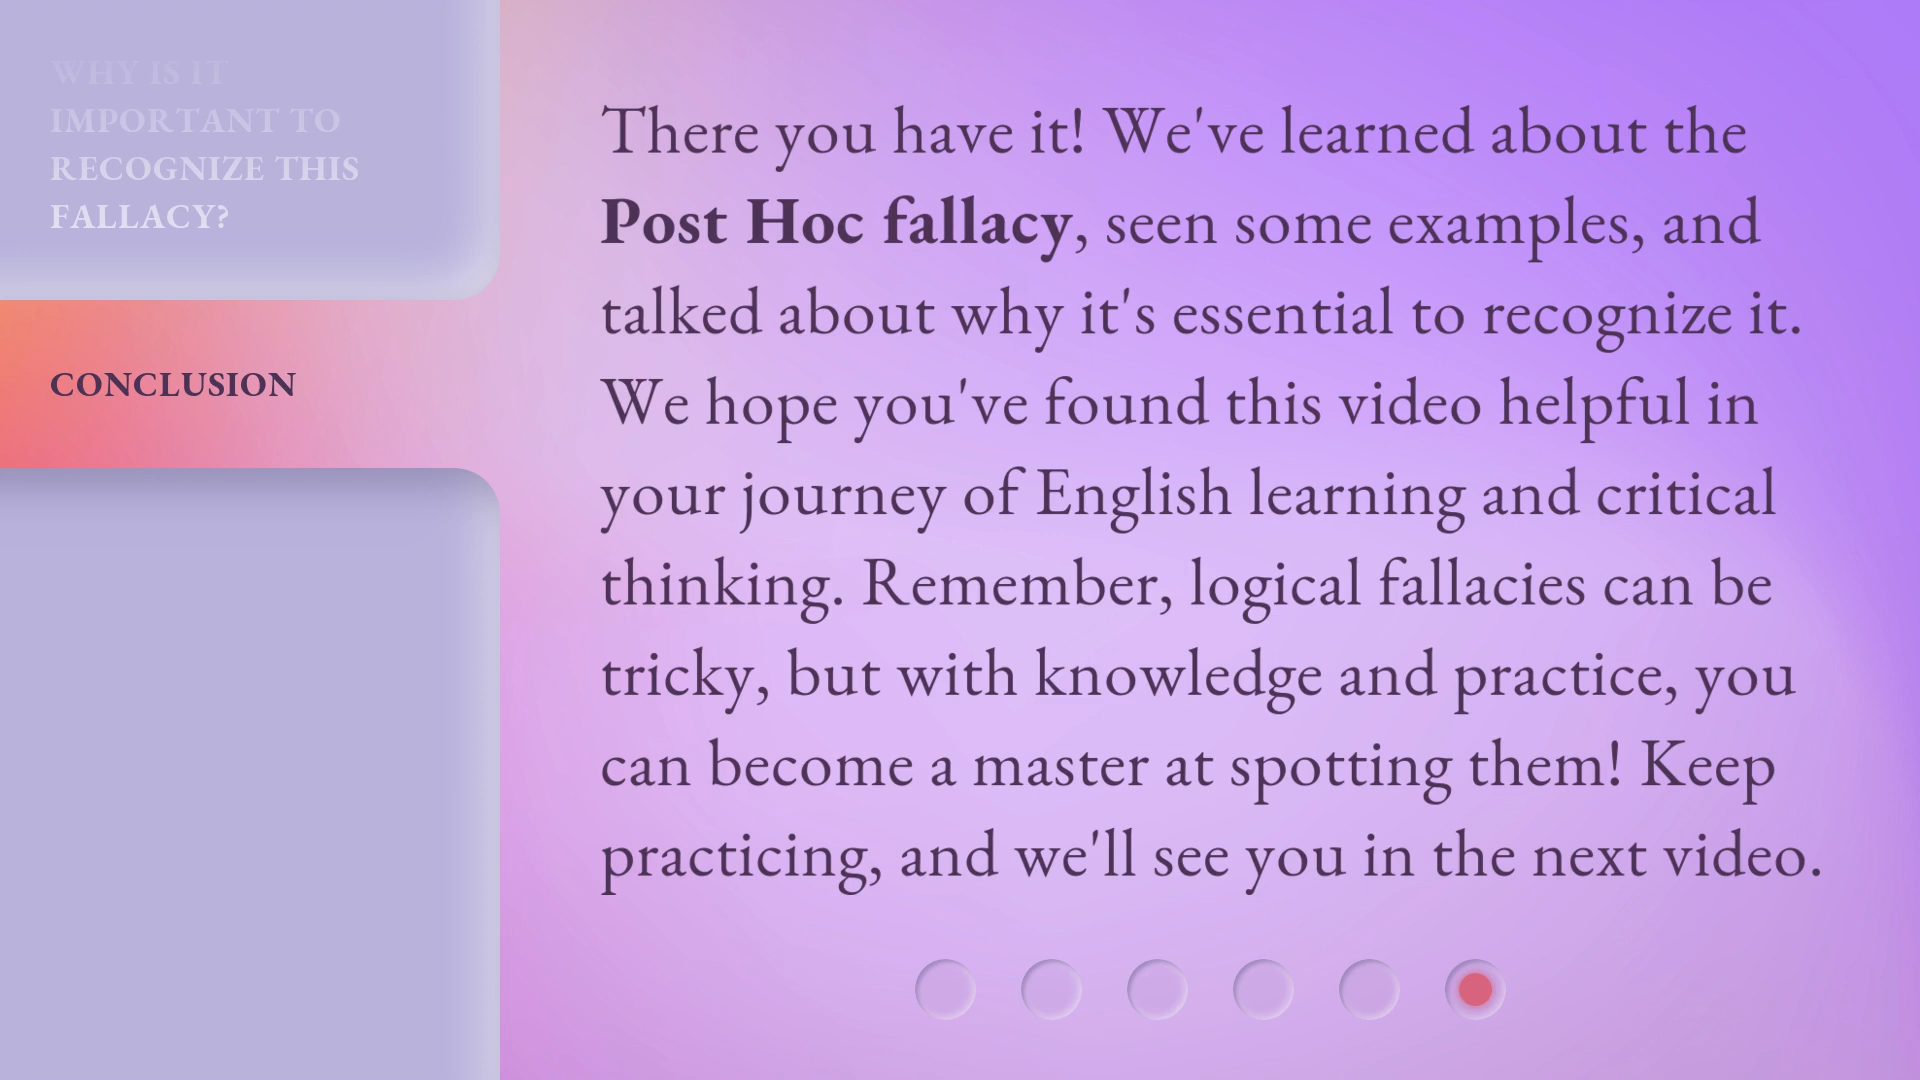 WHY IS IT
IMPORTANT TO
RECOGNIZE THIS
FALLACY?
CONCLUSION
There you have it! We've learned about the
Post Hoc fallacy, seen some examples, and
talked about why it's essential to recognize it.
We hope you've found this video helpful in
your journey of English learning and critical
thinking. Remember, logical fallacies can be
tricky, but with knowledge and practice, you
can become a master at spotting them! Keep
practicing, and we'll see you in the next video.